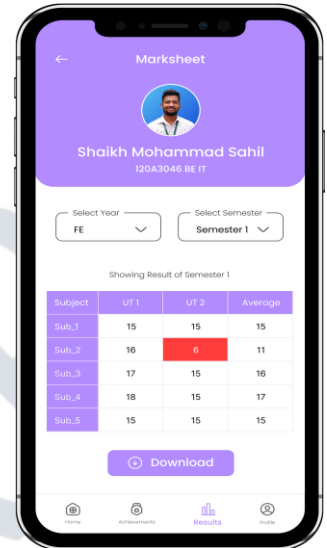 Marksheet
Shaikh Mohammad Sahil
120A3046 BE IT
Select Year Select Semester
FE Semester 1
Showing Result of Semester 1
Subject UT 1 UT 2 Average
Sub_1 15 15 15
Sub_2 16 6 11
Sub_3 17 15 16
Sub_4 18 15 17
Sub_5 15 15 15
Download
Home Achievements Results Profile